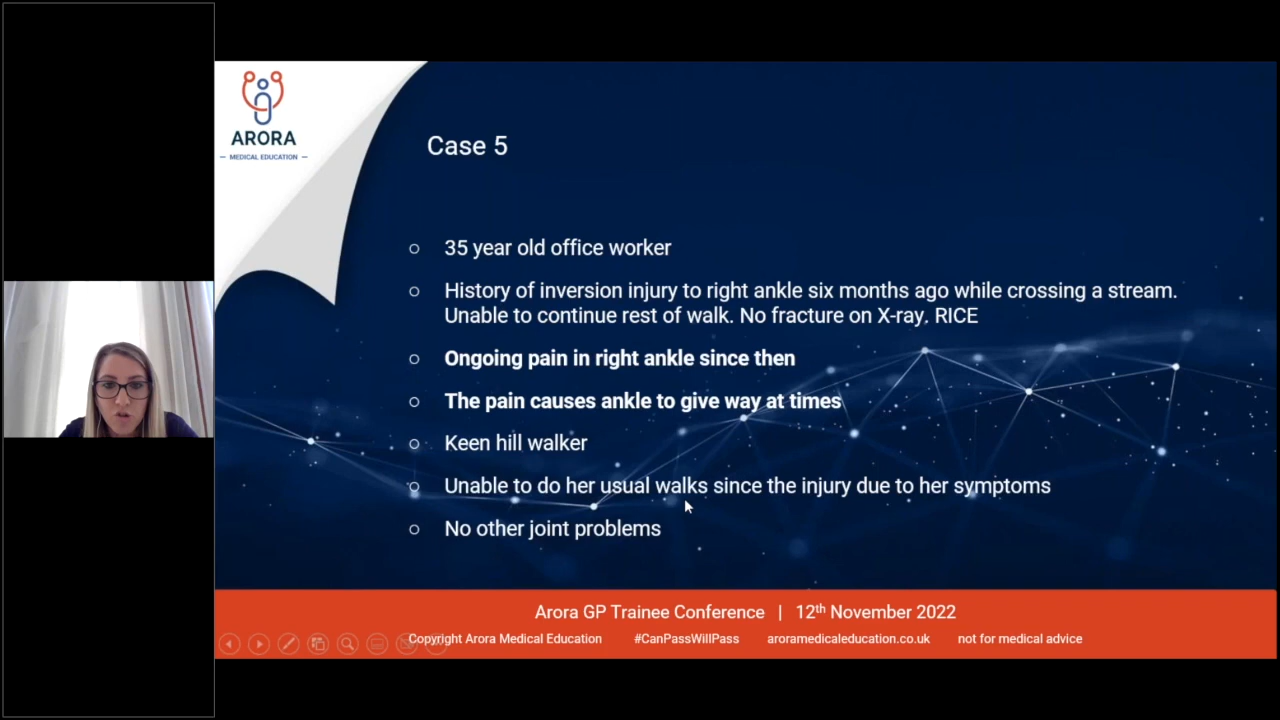 ARORA
MEDICAL EDUCATION
Case 5
35 year old office worker
History of inversion injury to right ankle six months ago while crossing a stream.
Unable to continue rest of walk. No fracture on X-ray. RICE
Ongoing pain in right ankle since then
The pain causes ankle to give way at times
Keen hill walker
Unable to do her usual walks since the injury due to her symptoms
No other joint problems
Arora GP Trainee Conference | 12th November 2022
Copyright Arora Medical Education #CanPassWillPass aroramedicaleducation.co.uk not for medical advice